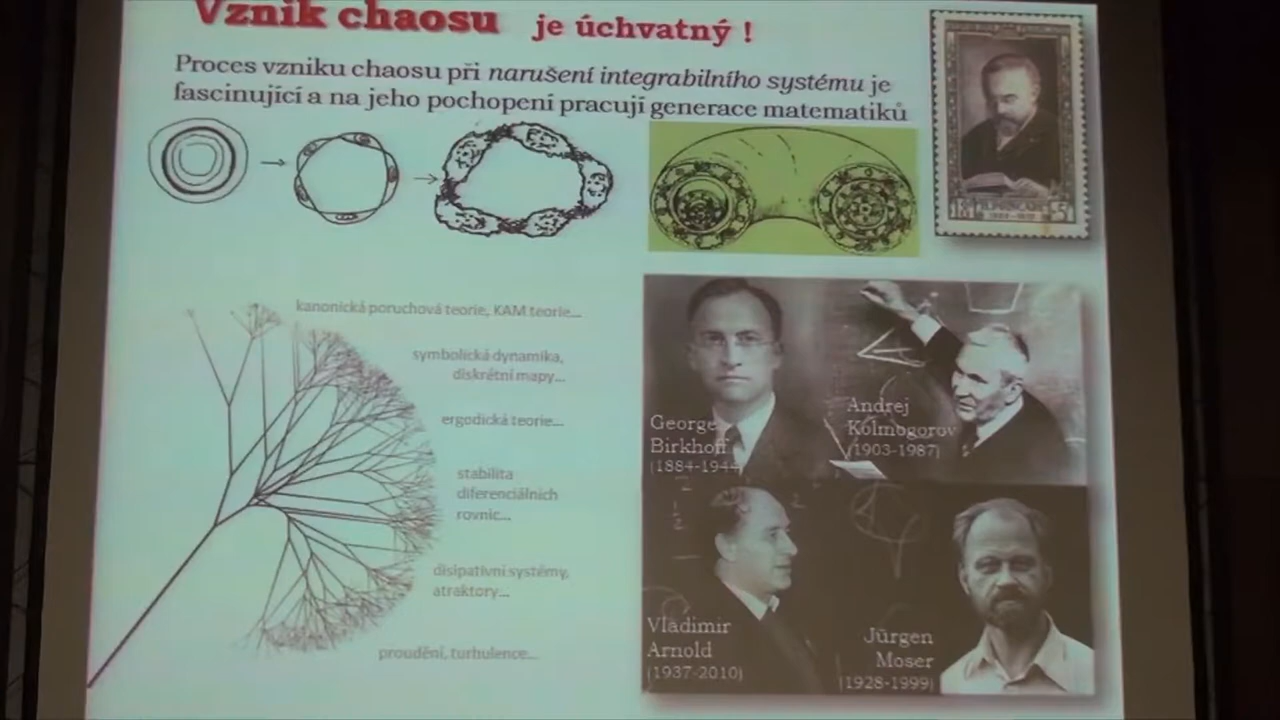 Vznik chaosu je úchvatný !
Proces vzniku chaosu při narušení integrabilního systému je
fascinující a na jeho pochopení pracují generace matematiků
kanonická poruchová teorie, KAM teorie...
symbolická dynamika,
diskrétní mapy...
ergodická teorie...
stabilita
diferenciálních
rovnic...
disipativní systémy,
atraktory...
proudění, turbulence...
George
Birkhoff
(1884-1944)
Andrej
Kolmogorov
(1903-1987)
Vladimir
Arnold
(1937-2010)
Jürgen
Moser
(1928-1999)